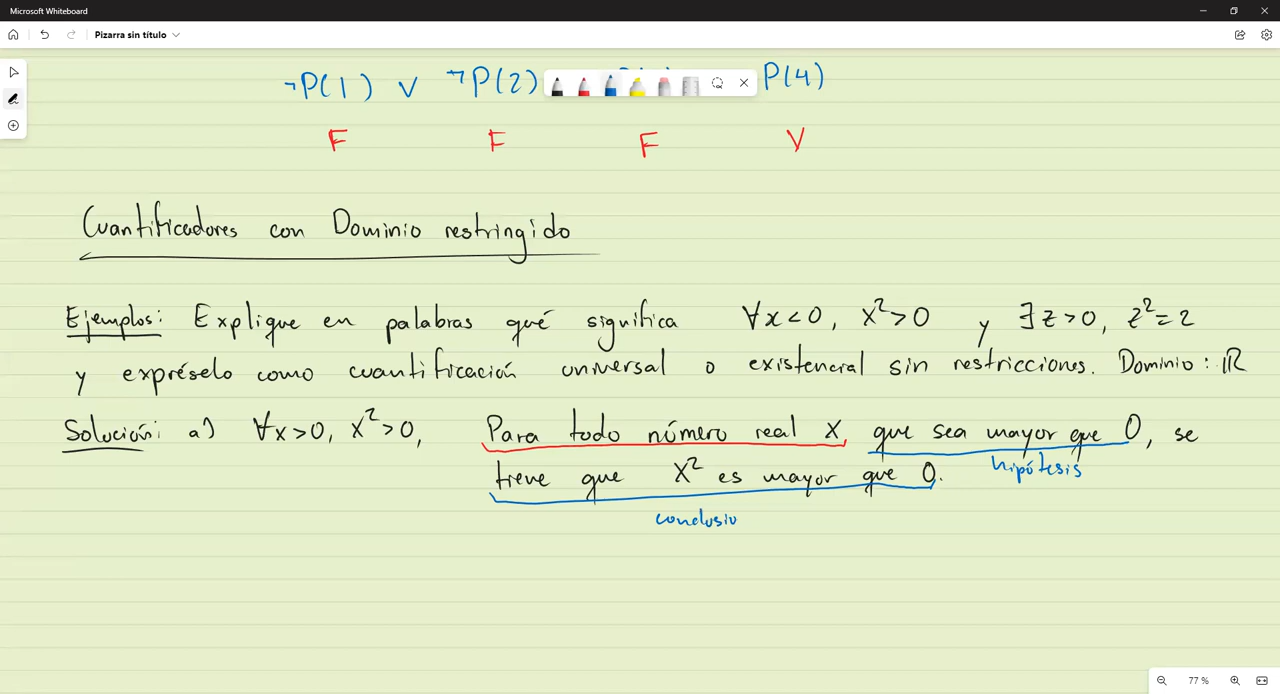 Microsoft Whiteboard
Pizarra sin título
¬P(1) ∨ ¬P(2) P(4)
F F F V
Cuantificadores con Dominio restringido
Ejemplos: Explique en palabras qué significa ∀x<0, x²>0 y ∃z>0, z²=2
y expréselo como cuantificación universal o existencial sin restricciones. Dominio: ℝ
Solución: a) ∀x>0, x²>0, Para todo número real x que sea mayor que 0, se
hipótesis
tiene que x² es mayor que 0.
conclusio
77 %